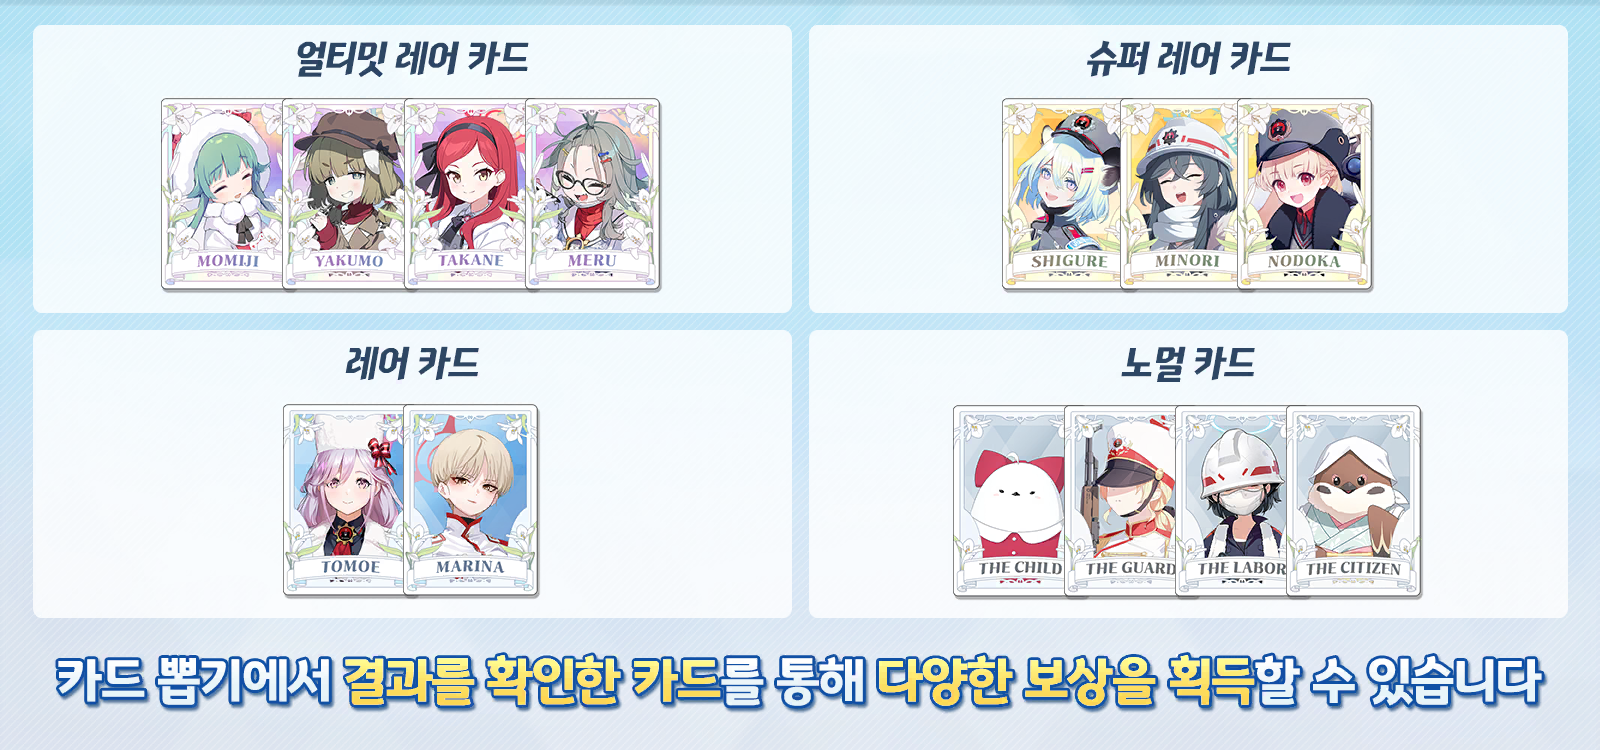 얼티밋 레어 카드
MOMIJI
YAKUMO
TAKANE
MERU
슈퍼 레어 카드
SHIGURE
MINORI
NODOKA
레어 카드
TOMOE
MARINA
노멀 카드
THE CHILD
THE GUARD
THE LABOR
THE CITIZEN
카드 뽑기에서 결과를 확인한 카드를 통해 다양한 보상을 획득할 수 있습니다